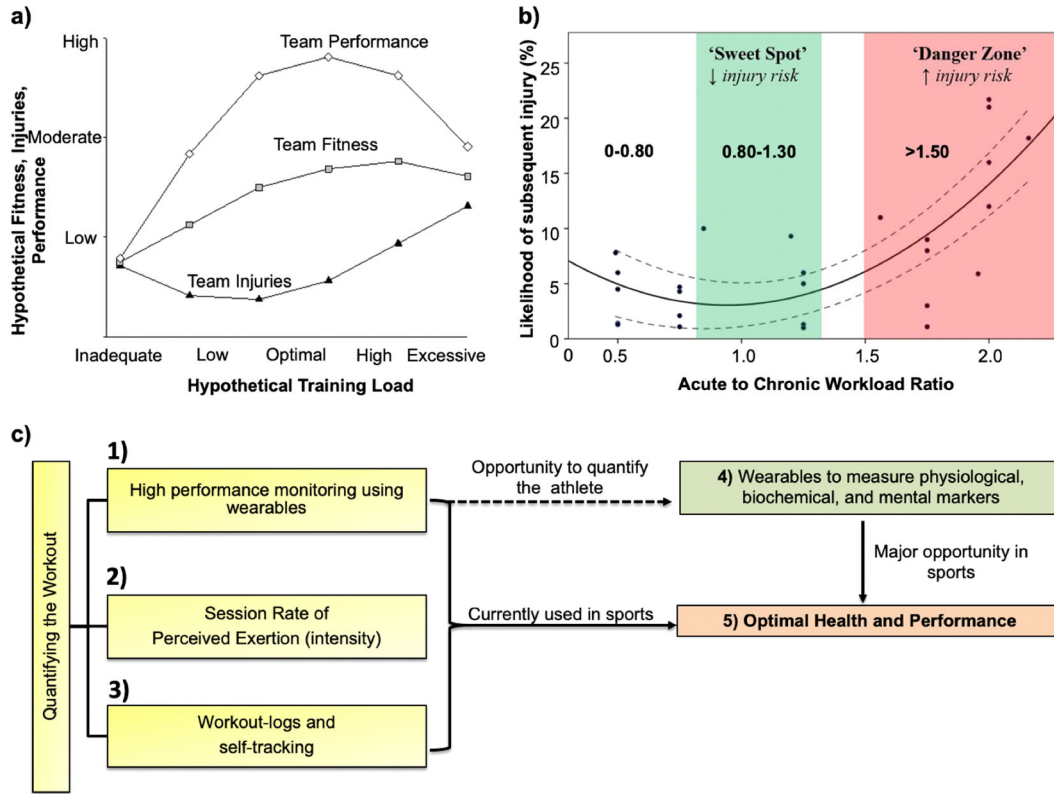 a)
High
Moderate
Low
Hypothetical Fitness, Injuries,
Performance
Team Performance
Team Fitness
Team Injuries
Inadequate Low Optimal High Excessive
Hypothetical Training Load
b)
Likelihood of subsequent injury (%)
25
20
15
10
5
0
‘Sweet Spot’
↓ injury risk
‘Danger Zone’
↑ injury risk
0-0.80
0.80-1.30
>1.50
0 0.5 1.0 1.5 2.0
Acute to Chronic Workload Ratio
c)
Quantifying the Workout
1)
High performance monitoring using
wearables
2)
Session Rate of
Perceived Exertion (intensity)
3)
Workout-logs and
self-tracking
Opportunity to quantify
the athlete
Currently used in sports
4) Wearables to measure physiological,
biochemical, and mental markers
Major opportunity in
sports
5) Optimal Health and Performance